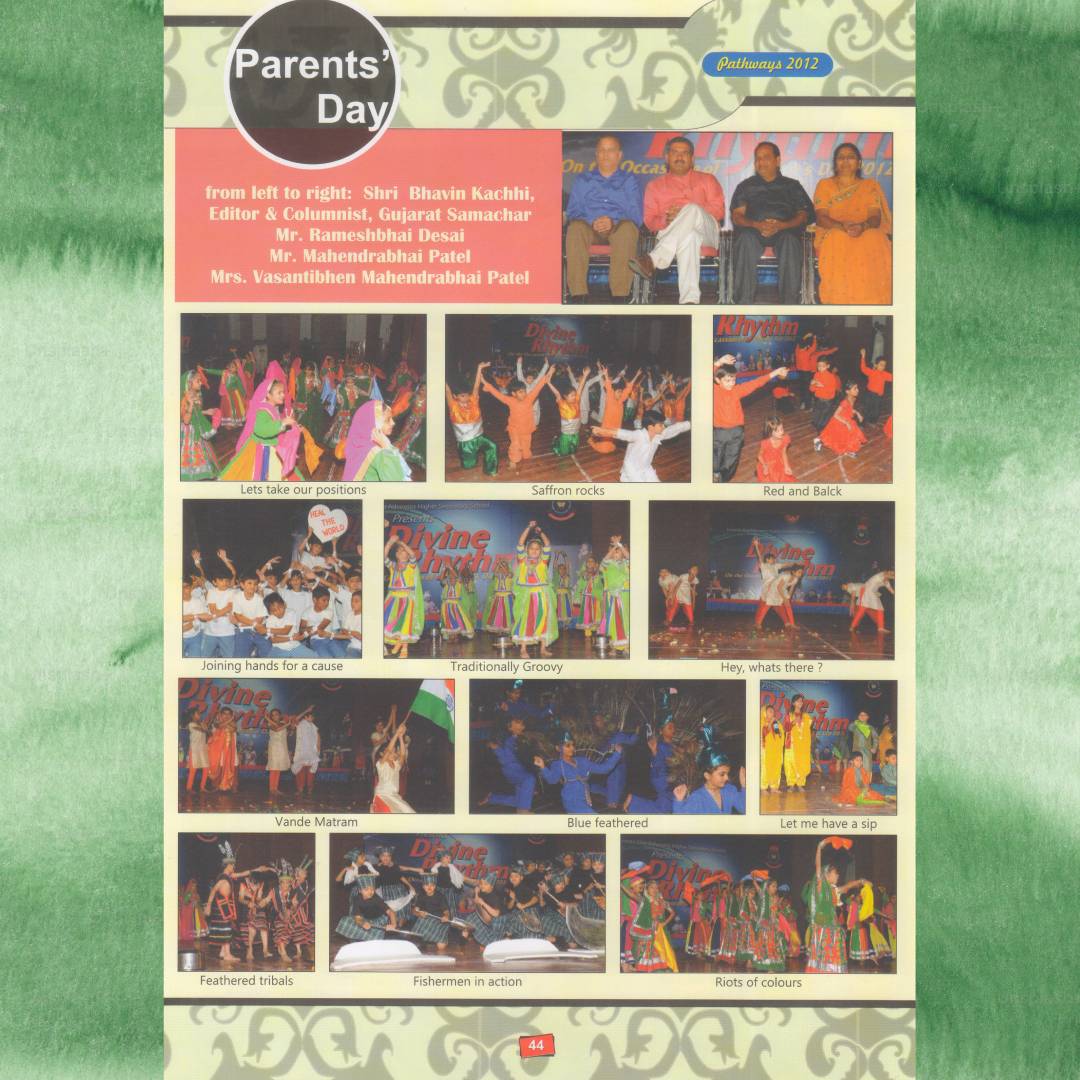 Parents'
Day
Pathways 2012
from left to right: Shri Bhavin Kachhi,
Editor & Columnist, Gujarat Samachar
Mr. Rameshbhai Desai
Mr. Mahendrabhai Patel
Mrs. Vasantibhen Mahendrabhai Patel
Divine
Rhythm
Rhythm
Lets take our positions
Saffron rocks
Red and Balck
HEAL
THE
WORLD
Presents
Divine
Rhythm
Divine
Rhythm
Joining hands for a cause
Traditionally Groovy
Hey, whats there ?
Divine
Rhythm
Divine
Rhythm
Vande Matram
Blue feathered
Let me have a sip
Divine
Rhythm
Divine
Feathered tribals
Fishermen in action
Riots of colours
44